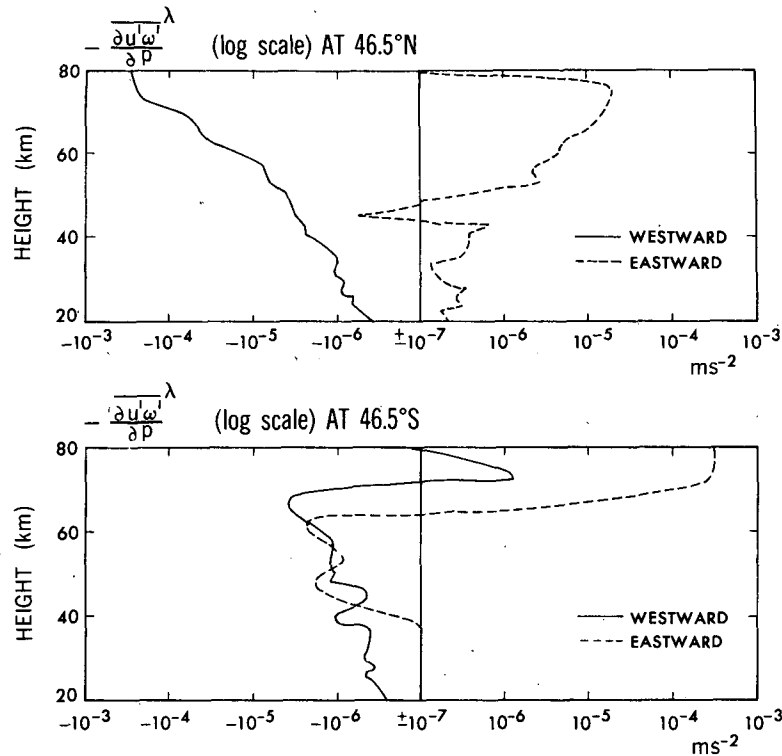 − ∂u'ω'/∂p λ (log scale) AT 46.5°N
80
60
40
20
HEIGHT (km)
WESTWARD
EASTWARD
−10⁻³ −10⁻⁴ −10⁻⁵ −10⁻⁶ ±10⁻⁷ 10⁻⁶ 10⁻⁵ 10⁻⁴ 10⁻³
ms⁻²
− ∂u'ω'/∂p λ (log scale) AT 46.5°S
80
60
40
20
HEIGHT (km)
WESTWARD
EASTWARD
−10⁻³ −10⁻⁴ −10⁻⁵ −10⁻⁶ ±10⁻⁷ 10⁻⁶ 10⁻⁵ 10⁻⁴ 10⁻³
ms⁻²